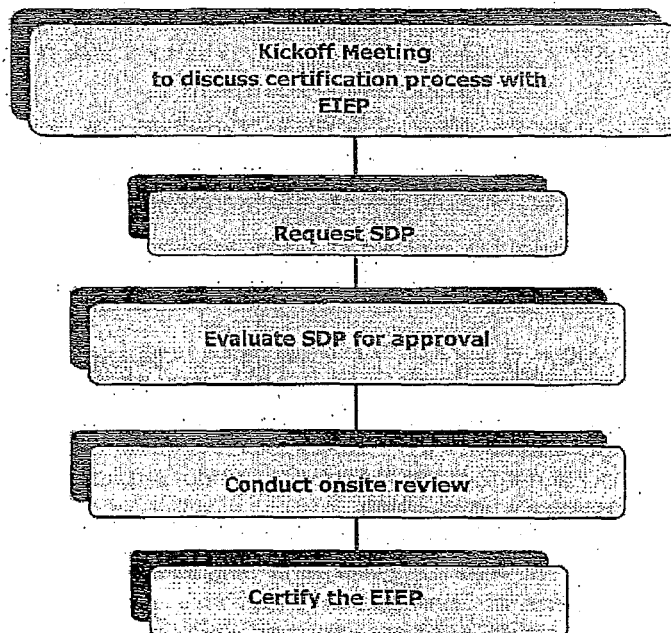 Kickoff Meeting
to discuss certification process with
EIEP
Request SDP
Evaluate SDP for approval
Conduct onsite review
Certify the EIEP